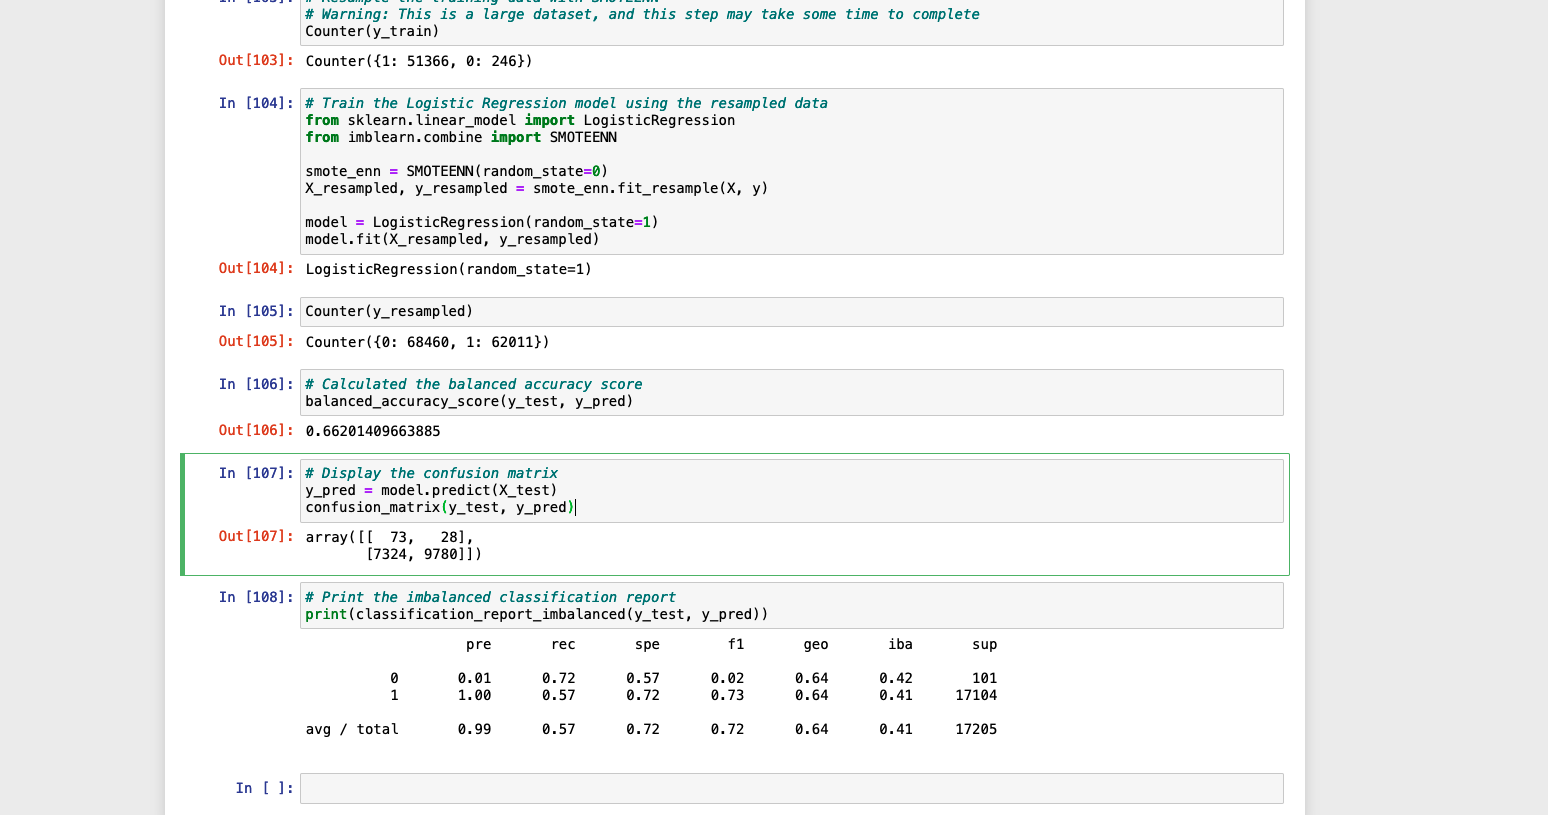 # Warning: This is a large dataset, and this step may take some time to complete
Counter(y_train)
Out[103]: Counter({1: 51366, 0: 246})
In [104]: # Train the Logistic Regression model using the resampled data
from sklearn.linear_model import LogisticRegression
from imblearn.combine import SMOTEENN
smote_enn = SMOTEENN(random_state=0)
X_resampled, y_resampled = smote_enn.fit_resample(X, y)
model = LogisticRegression(random_state=1)
model.fit(X_resampled, y_resampled)
Out[104]: LogisticRegression(random_state=1)
In [105]: Counter(y_resampled)
Out[105]: Counter({0: 68460, 1: 62011})
In [106]: # Calculated the balanced accuracy score
balanced_accuracy_score(y_test, y_pred)
Out[106]: 0.66201409663885
In [107]: # Display the confusion matrix
y_pred = model.predict(X_test)
confusion_matrix(y_test, y_pred)
Out[107]: array([[  73,   28],
[7324, 9780]])
In [108]: # Print the imbalanced classification report
print(classification_report_imbalanced(y_test, y_pred))
pre rec spe f1 geo iba sup
0 0.01 0.72 0.57 0.02 0.64 0.42 101
1 1.00 0.57 0.72 0.73 0.64 0.41 17104
avg / total 0.99 0.57 0.72 0.72 0.64 0.41 17205
In [ ]: